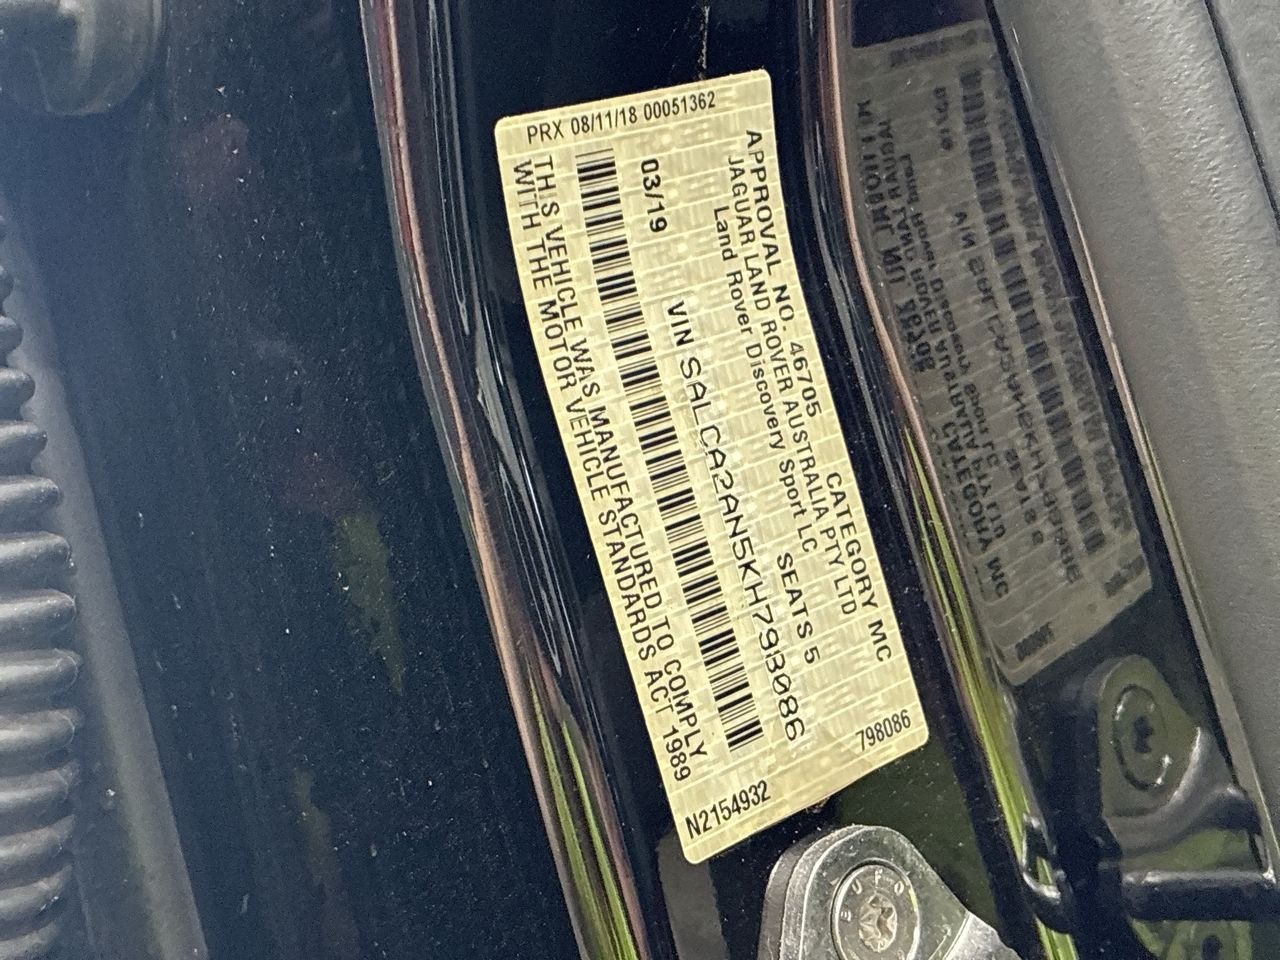 APPROVAL NO. 46705 CATEGORY MC
JAGUAR LAND ROVER AUSTRALIA PTY LTD
Land Rover Discovery Sport LC SEATS 5
03/19 VIN SALCA2AN5KH798086
THIS VEHICLE WAS MANUFACTURED TO COMPLY
WITH THE MOTOR VEHICLE STANDARDS ACT 1989
PRX 08/11/18 00051362
798086
N2154932